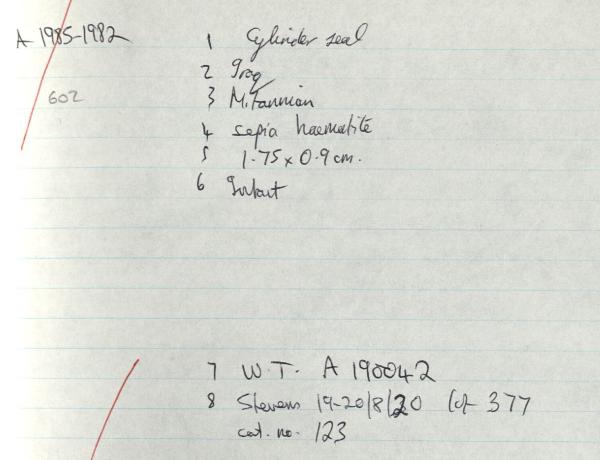 A 1985-1982 1 Cylinder seal
2 Iraq
602 3 Mitannian
4 sepia haematite
5 1.75 x 0.9 cm.
6 Intact
7 W.T. A 190042
8 Stevens 19-20/8/20 Lot 377
cat. no. 123